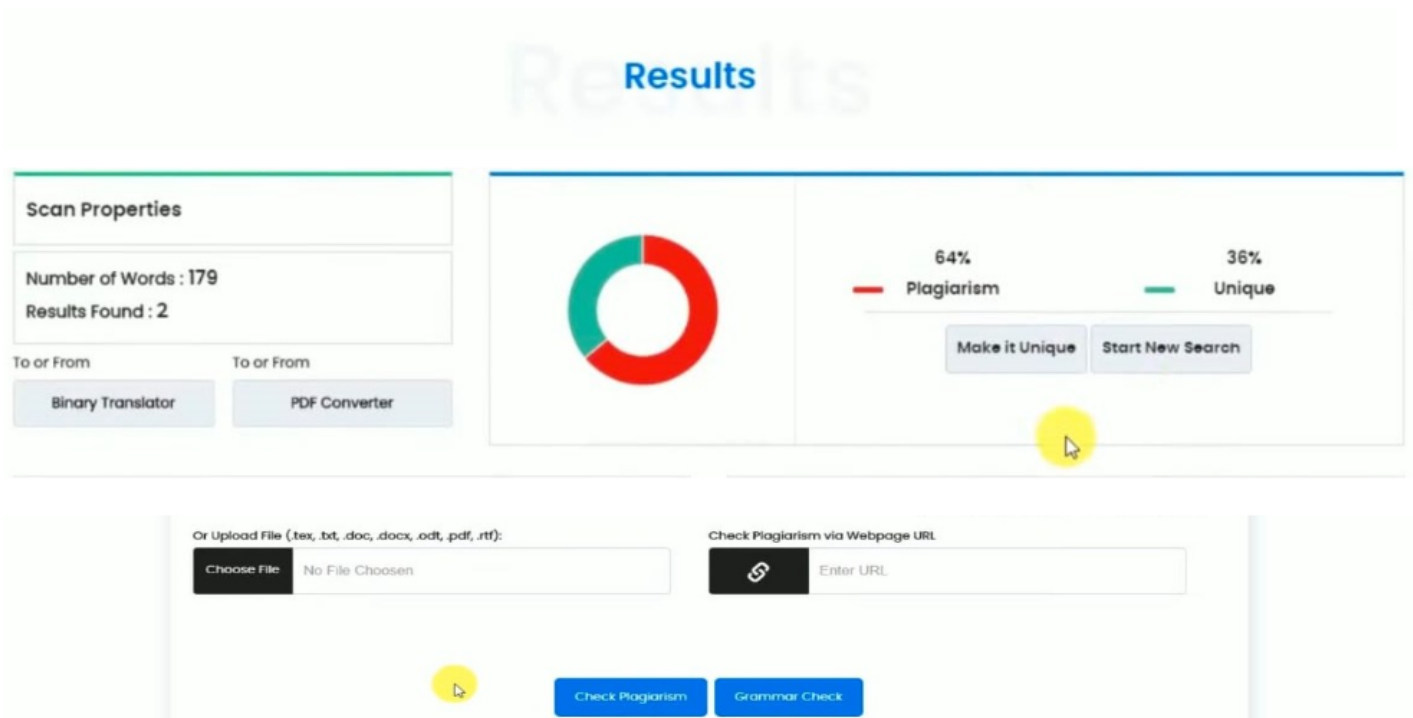 Results
Results
Scan Properties
Number of Words : 179
Results Found : 2
To or From
To or From
Binary Translator
PDF Converter
64%
36%
Plagiarism
Unique
Make it Unique
Start New Search
Or Upload File (.tex, .txt, .doc, .docx, .odt, .pdf, .rtf):
Check Plagiarism via Webpage URL
Choose File
No File Choosen
Enter URL
Check Plagiarism
Grammar Check